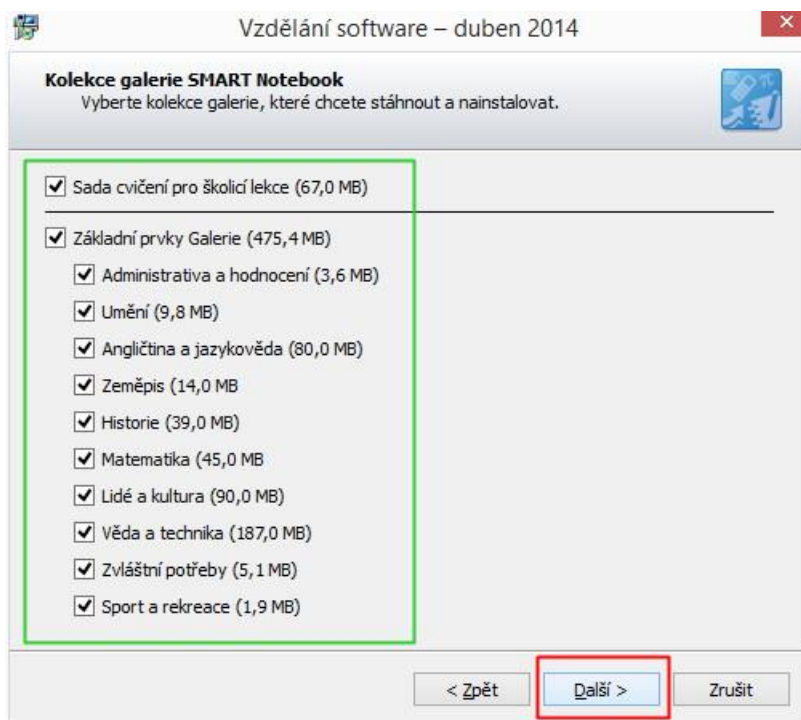 Vzdělání software – duben 2014
Kolekce galerie SMART Notebook
Vyberte kolekce galerie, které chcete stáhnout a nainstalovat.
Sada cvičení pro školicí lekce (67,0 MB)
Základní prvky Galerie (475,4 MB)
Administrativa a hodnocení (3,6 MB)
Umění (9,8 MB)
Angličtina a jazykověda (80,0 MB)
Zeměpis (14,0 MB
Historie (39,0 MB)
Matematika (45,0 MB
Lidé a kultura (90,0 MB)
Věda a technika (187,0 MB)
Zvláštní potřeby (5,1 MB)
Sport a rekreace (1,9 MB)
< Zpět Další > Zrušit